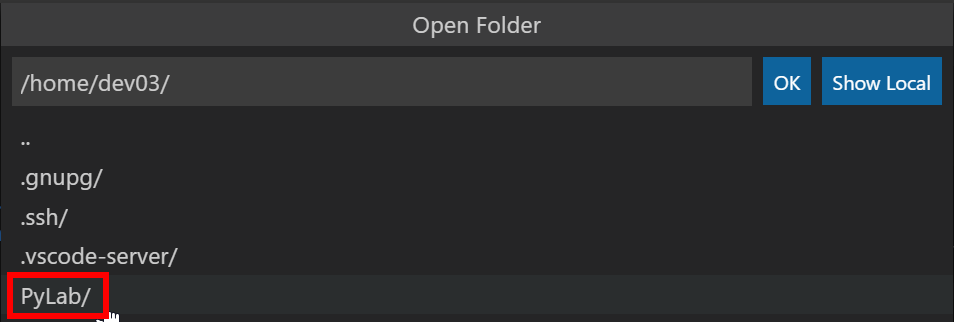 Open Folder
/home/dev03/ OK Show Local
..
.gnupg/
.ssh/
.vscode-server/
PyLab/